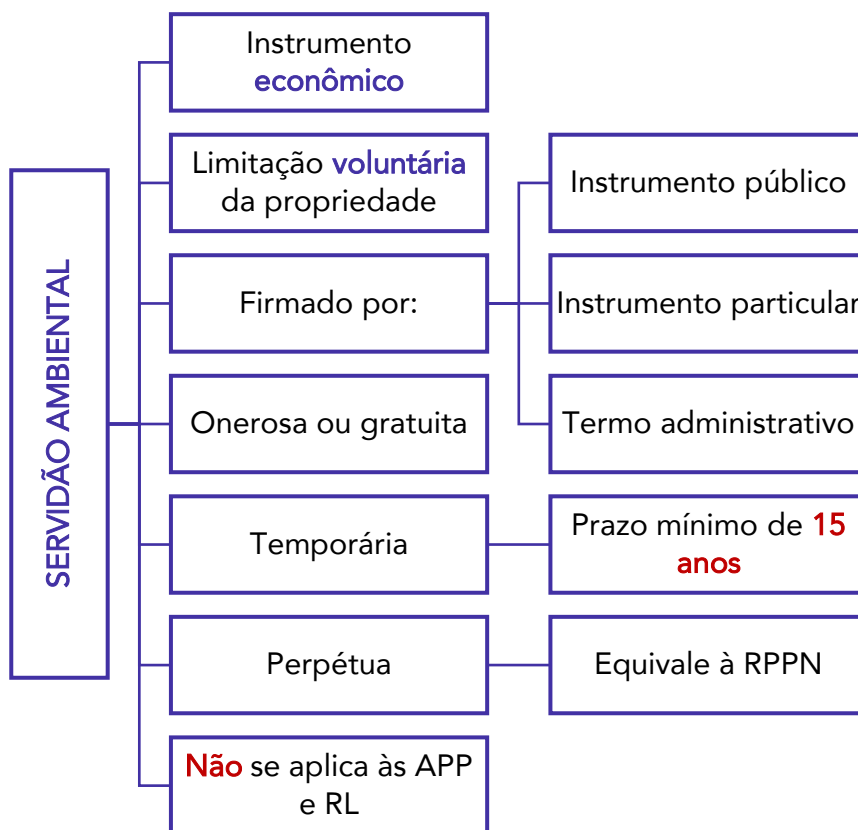 SERVIDÃO AMBIENTAL
Instrumento
econômico
Limitação voluntária
da propriedade
Firmado por:
Instrumento público
Instrumento particular
Termo administrativo
Onerosa ou gratuita
Temporária
Prazo mínimo de 15
anos
Perpétua
Equivale à RPPN
Não se aplica às APP
e RL